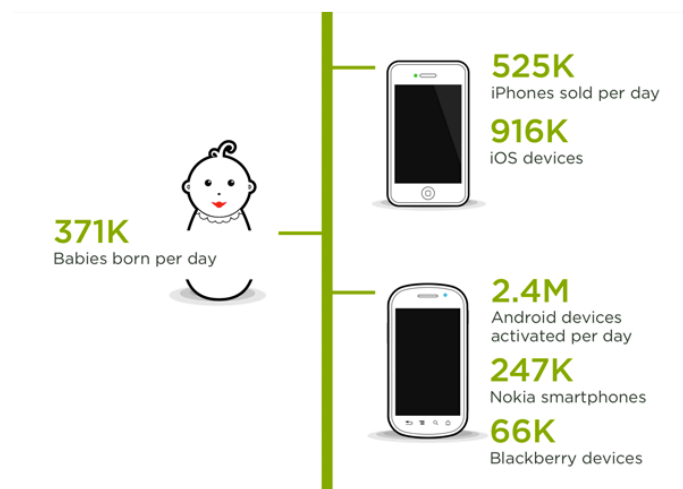 371K
Babies born per day
525K
iPhones sold per day
916K
iOS devices
2.4M
Android devices
activated per day
247K
Nokia smartphones
66K
Blackberry devices